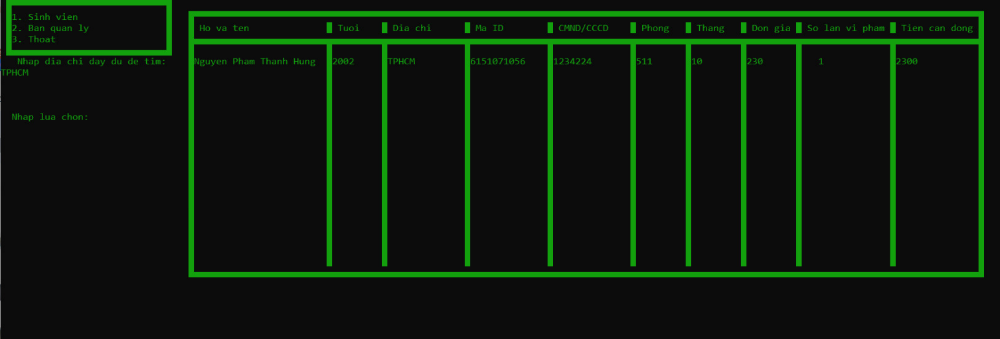 1. Sinh vien
2. Ban quan ly
3. Thoat
Nhap dia chi day du de tim:
TPHCM
Nhap lua chon:
Ho va ten Tuoi Dia chi Ma ID CMND/CCCD Phong Thang Don gia So lan vi pham Tien can dong
Nguyen Pham Thanh Hung 2002 TPHCM 6151071056 1234224 511 10 230 1 2300